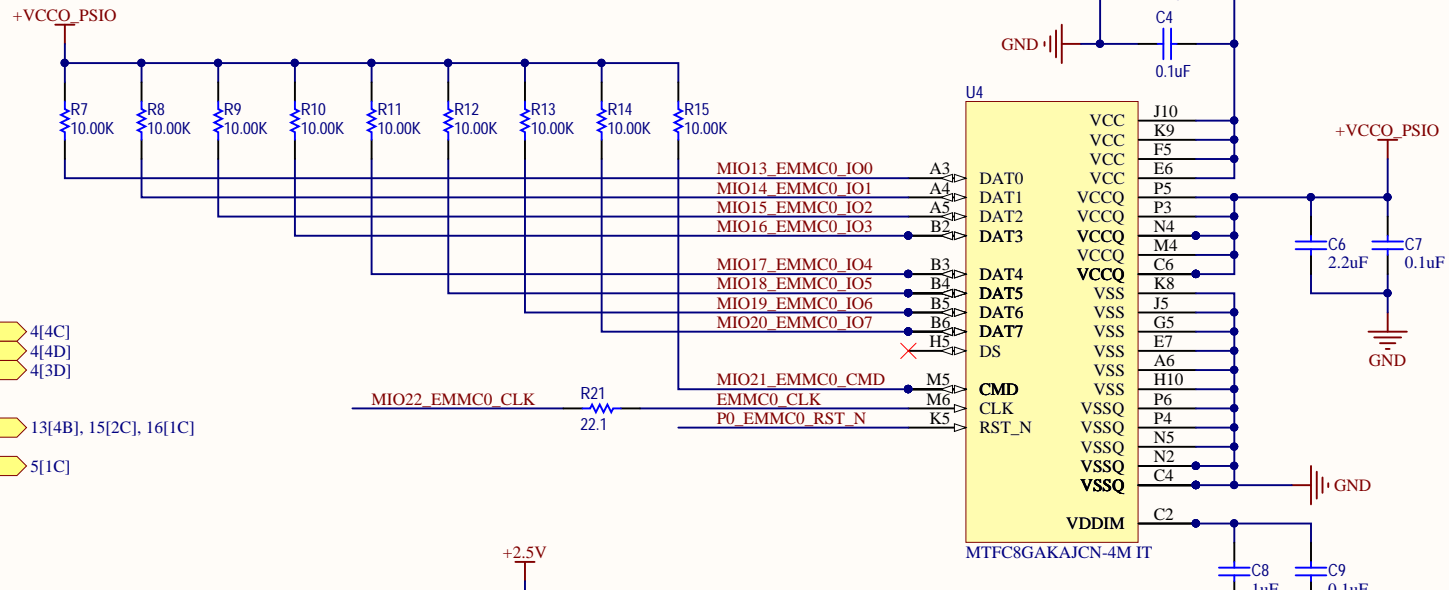 +VCCO_PSIO
C4
GND
0.1uF
U4
R7
10.00K
R8
10.00K
R9
10.00K
R10
10.00K
R11
10.00K
R12
10.00K
R13
10.00K
R14
10.00K
R15
10.00K
MIO13_EMMC0_IO0 A3 DAT0
MIO14_EMMC0_IO1 A4 DAT1
MIO15_EMMC0_IO2 A5 DAT2
MIO16_EMMC0_IO3 B2 DAT3
MIO17_EMMC0_IO4 B3 DAT4
MIO18_EMMC0_IO5 B4 DAT5
MIO19_EMMC0_IO6 B5 DAT6
MIO20_EMMC0_IO7 B6 DAT7
H5 DS
MIO21_EMMC0_CMD M5 CMD
MIO22_EMMC0_CLK
R21
22.1
EMMC0_CLK M6 CLK
P0_EMMC0_RST_N K5 RST_N
VCC J10
VCC K9
VCC F5
VCC E6
VCCQ P5
VCCQ P3
VCCQ N4
VCCQ M4
VCCQ C6
VSS K8
VSS J5
VSS G5
VSS E7
VSS A6
VSS H10
VSSQ P6
VSSQ P4
VSSQ N5
VSSQ N2
VSSQ C4
VDDIM C2
MTFC8GAKAJCN-4M IT
+VCCO_PSIO
C6
2.2uF
C7
0.1uF
GND
GND
4[4C]
4[4D]
4[3D]
13[4B], 15[2C], 16[1C]
5[1C]
+2.5V
C8
1uF
C9
0.1uF